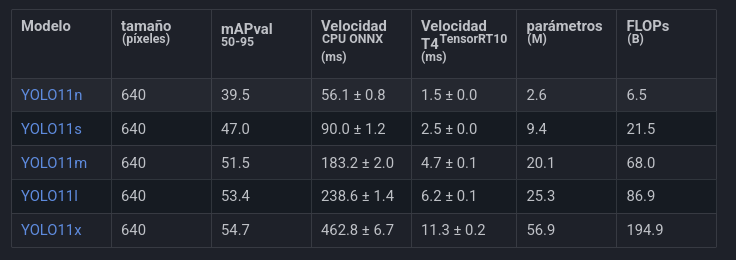 Modelo tamaño (píxeles) mAPval 50-95 Velocidad CPU ONNX (ms) Velocidad T4 TensorRT10 (ms) parámetros (M) FLOPs (B)
YOLO11n 640 39.5 56.1 ± 0.8 1.5 ± 0.0 2.6 6.5
YOLO11s 640 47.0 90.0 ± 1.2 2.5 ± 0.0 9.4 21.5
YOLO11m 640 51.5 183.2 ± 2.0 4.7 ± 0.1 20.1 68.0
YOLO11l 640 53.4 238.6 ± 1.4 6.2 ± 0.1 25.3 86.9
YOLO11x 640 54.7 462.8 ± 6.7 11.3 ± 0.2 56.9 194.9